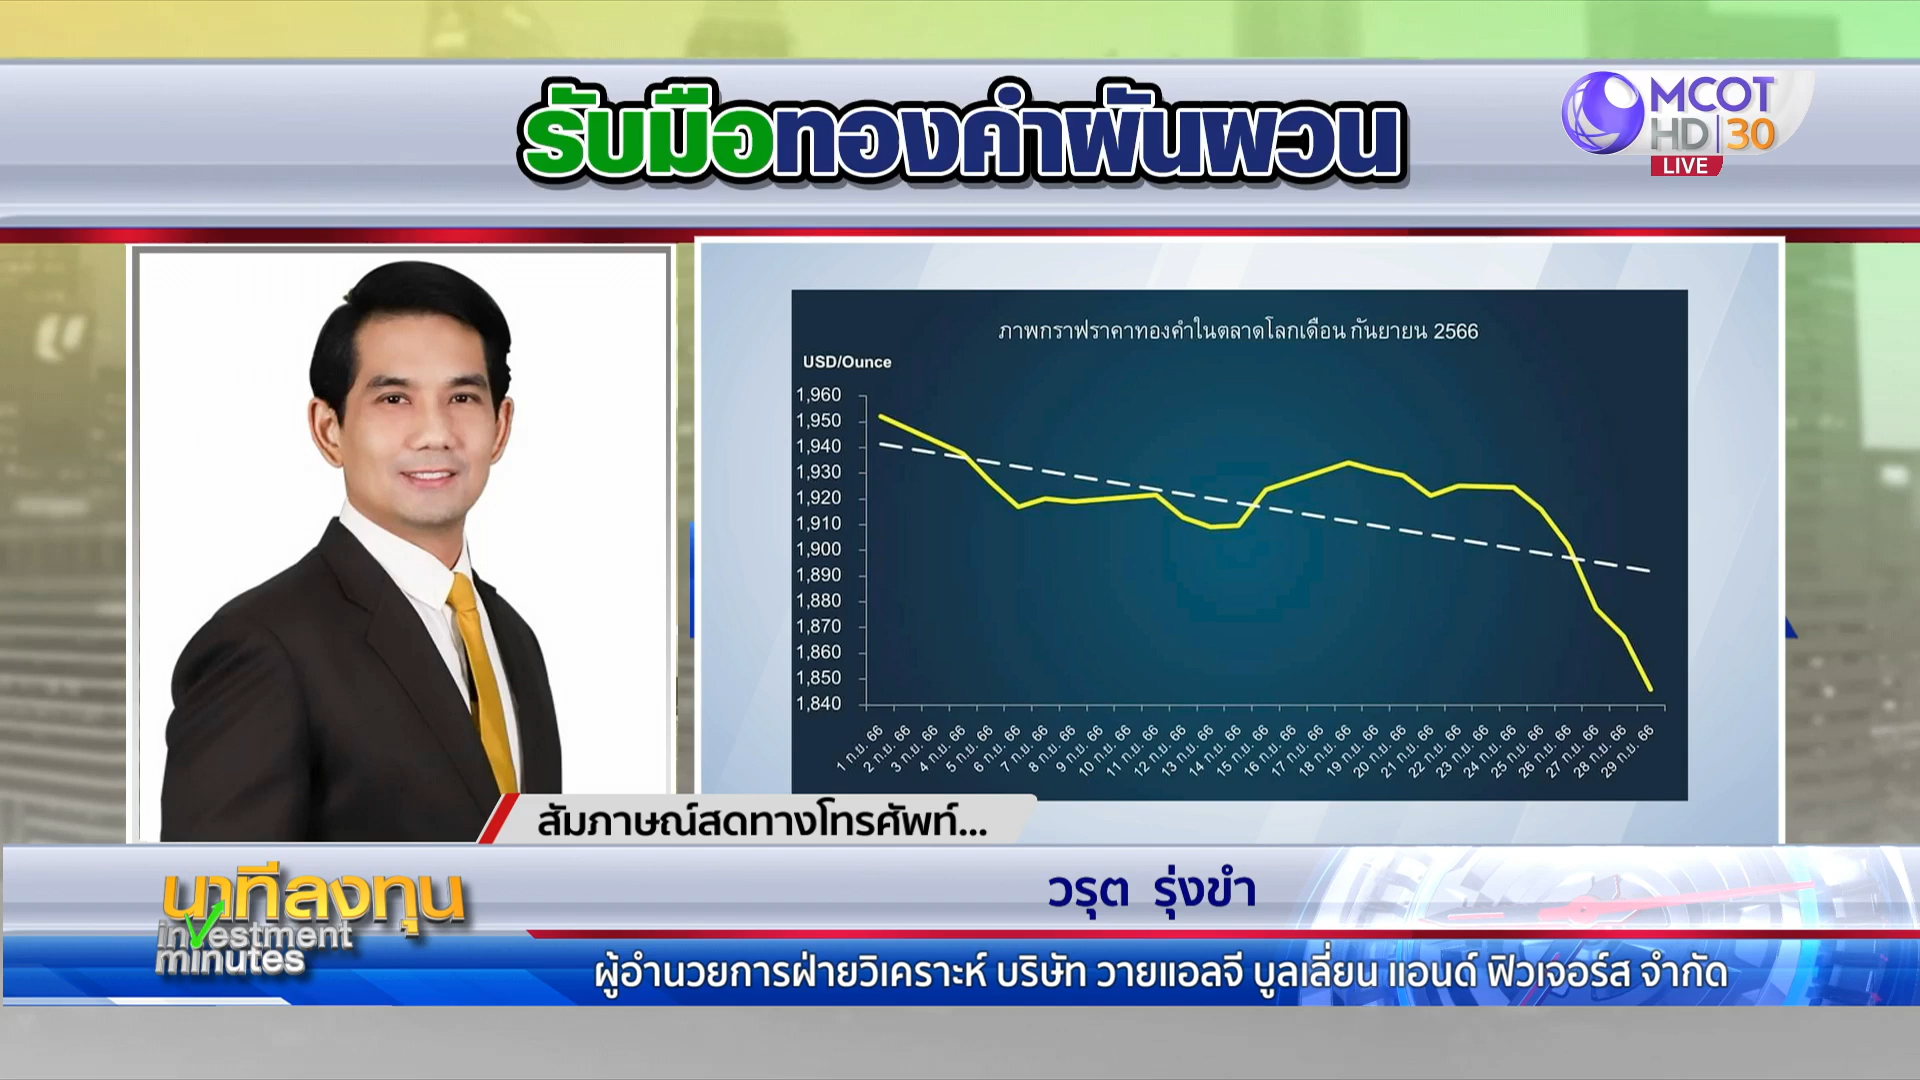 รับมือทองคำผันผวน
MCOT
HD 30
LIVE
ภาพกราฟราคาทองคำในตลาดโลกเดือน กันยายน 2566
USD/Ounce
1,960
1,950
1,940
1,930
1,920
1,910
1,900
1,890
1,880
1,870
1,860
1,850
1,840
1 ก.ย. 66
2 ก.ย. 66
3 ก.ย. 66
4 ก.ย. 66
5 ก.ย. 66
6 ก.ย. 66
7 ก.ย. 66
8 ก.ย. 66
9 ก.ย. 66
10 ก.ย. 66
11 ก.ย. 66
12 ก.ย. 66
13 ก.ย. 66
14 ก.ย. 66
15 ก.ย. 66
16 ก.ย. 66
17 ก.ย. 66
18 ก.ย. 66
19 ก.ย. 66
20 ก.ย. 66
21 ก.ย. 66
22 ก.ย. 66
23 ก.ย. 66
24 ก.ย. 66
25 ก.ย. 66
26 ก.ย. 66
27 ก.ย. 66
28 ก.ย. 66
29 ก.ย. 66
สัมภาษณ์สดทางโทรศัพท์...
นาทีลงทุน
investment
minutes
วรุต รุ่งขำ
ผู้อำนวยการฝ่ายวิเคราะห์ บริษัท วายแอลจี บูลเลี่ยน แอนด์ ฟิวเจอร์ส จำกัด